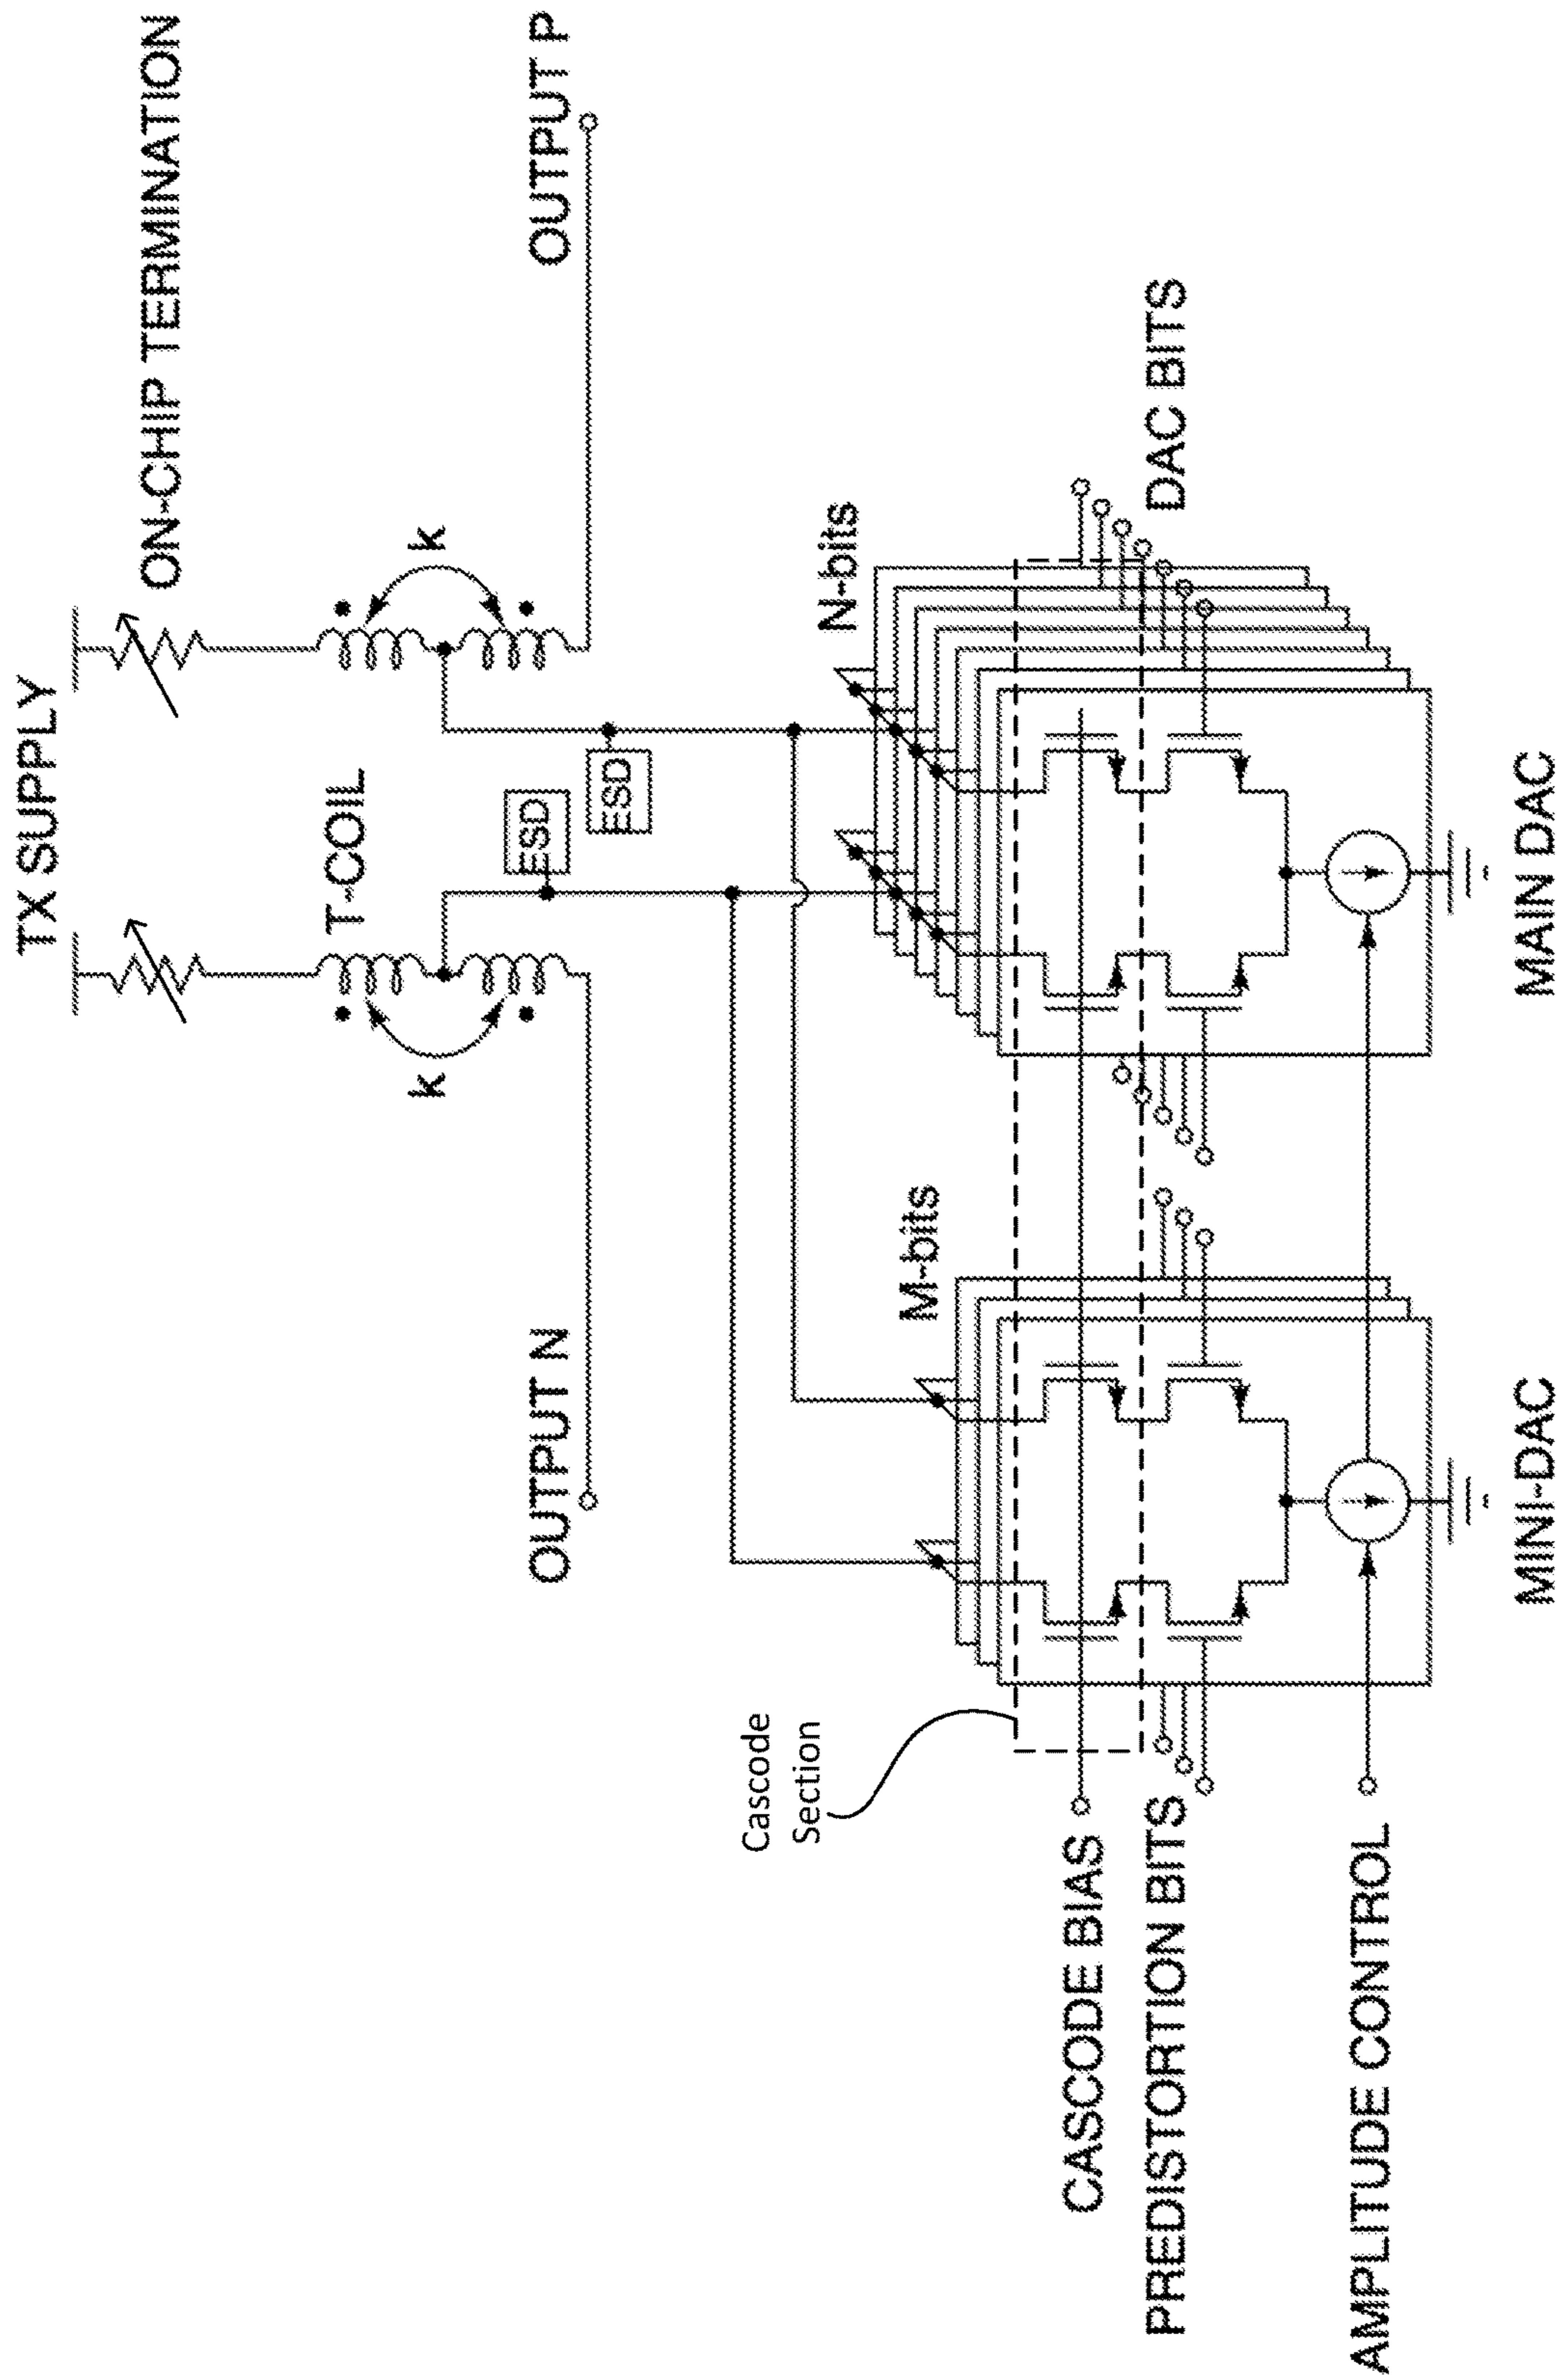 TX SUPPLY
ON-CHIP TERMINATION
T-COIL
k
k
OUTPUT N
OUTPUT P
ESD
ESD
Cascode
Section
M-bits
N-bits
CASCODE BIAS
PREDISTORTION BITS
DAC BITS
AMPLITUDE CONTROL
MINI-DAC
MAIN DAC